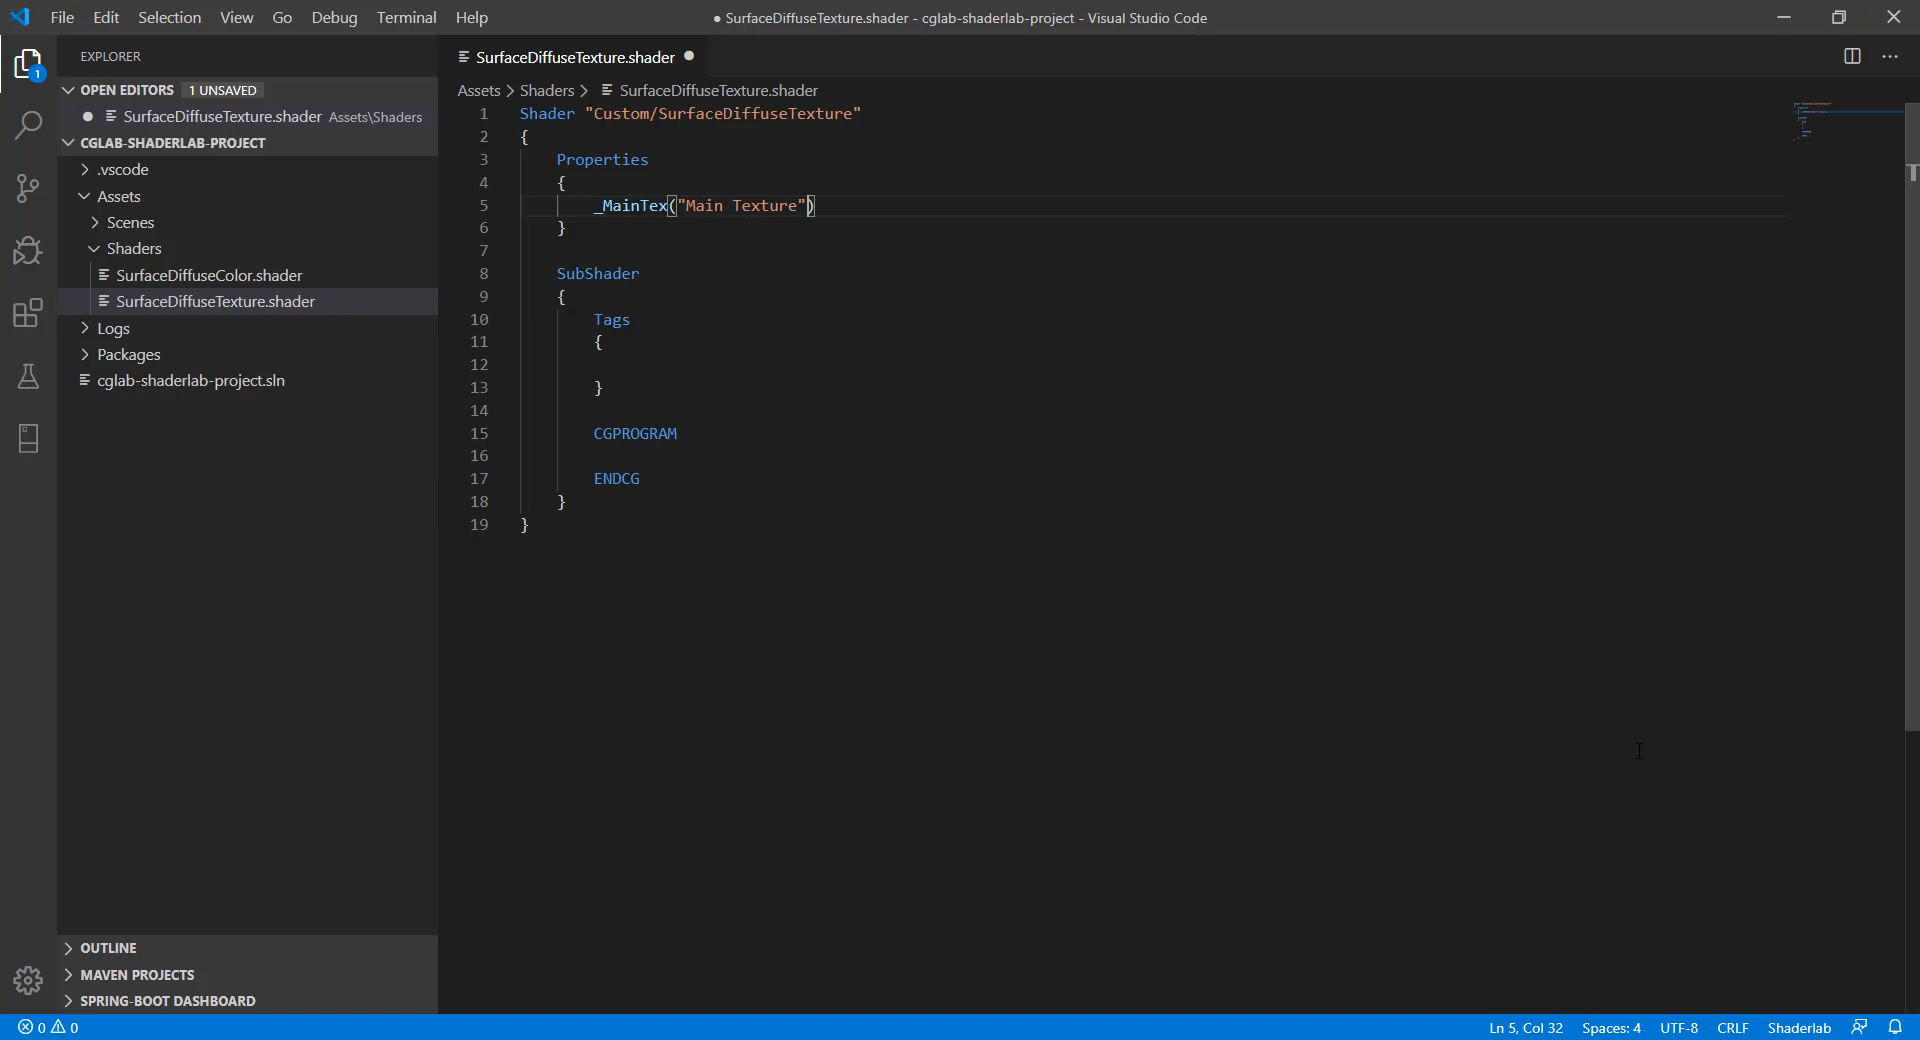 File Edit Selection View Go Debug Terminal Help
● SurfaceDiffuseTexture.shader - cglab-shaderlab-project - Visual Studio Code
1
EXPLORER
OPEN EDITORS 1 UNSAVED
● SurfaceDiffuseTexture.shader Assets\Shaders
CGLAB-SHADERLAB-PROJECT
.vscode
Assets
Scenes
Shaders
SurfaceDiffuseColor.shader
SurfaceDiffuseTexture.shader
Logs
Packages
cglab-shaderlab-project.sln
OUTLINE
MAVEN PROJECTS
SPRING-BOOT DASHBOARD
SurfaceDiffuseTexture.shader ●
Assets > Shaders > SurfaceDiffuseTexture.shader
1 Shader "Custom/SurfaceDiffuseTexture"
2 {
3 Properties
4 {
5 _MainTex("Main Texture")
6 }
7
8 SubShader
9 {
10 Tags
11 {
12
13 }
14
15 CGPROGRAM
16
17 ENDCG
18 }
19 }
0 0
Ln 5, Col 32 Spaces: 4 UTF-8 CRLF Shaderlab